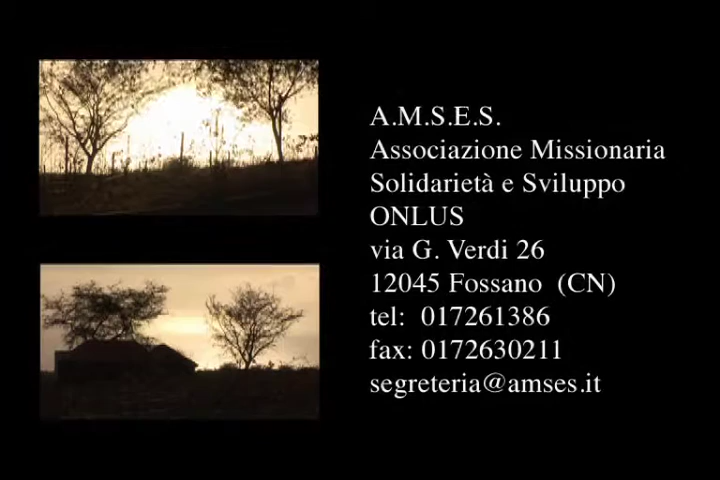 A.M.S.E.S.
Associazione Missionaria
Solidarietà e Sviluppo
ONLUS
via G. Verdi 26
12045 Fossano (CN)
tel: 017261386
fax: 0172630211
segreteria@amses.it